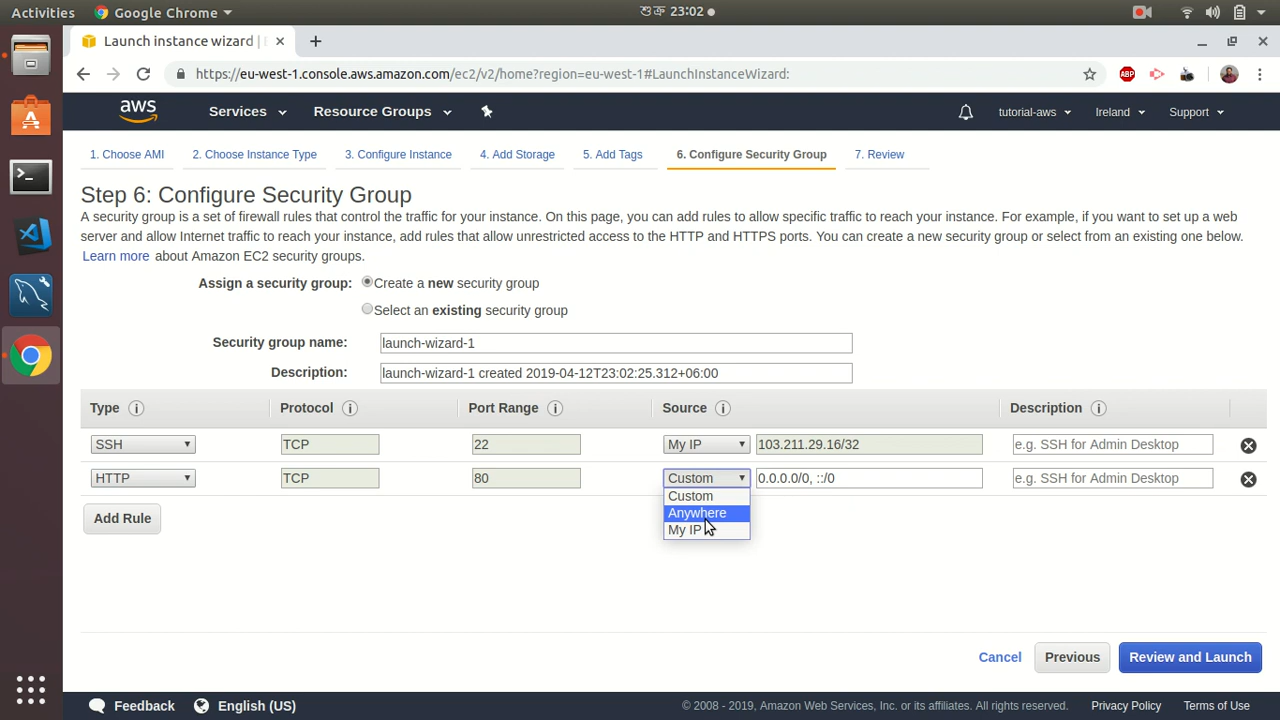 Activities Google Chrome শুক্র 23:02
Launch instance wizard |
https://eu-west-1.console.aws.amazon.com/ec2/v2/home?region=eu-west-1#LaunchInstanceWizard:
ABP
aws Services Resource Groups tutorial-aws Ireland Support
1. Choose AMI 2. Choose Instance Type 3. Configure Instance 4. Add Storage 5. Add Tags 6. Configure Security Group 7. Review
Step 6: Configure Security Group
A security group is a set of firewall rules that control the traffic for your instance. On this page, you can add rules to allow specific traffic to reach your instance. For example, if you want to set up a web
server and allow Internet traffic to reach your instance, add rules that allow unrestricted access to the HTTP and HTTPS ports. You can create a new security group or select from an existing one below.
Learn more about Amazon EC2 security groups.
Assign a security group: Create a new security group
Select an existing security group
Security group name: launch-wizard-1
Description: launch-wizard-1 created 2019-04-12T23:02:25.312+06:00
Type Protocol Port Range Source Description
SSH TCP 22 My IP 103.211.29.16/32 e.g. SSH for Admin Desktop
HTTP TCP 80 Custom 0.0.0.0/0, ::/0 e.g. SSH for Admin Desktop
Custom
Anywhere
My IP
Add Rule
Cancel Previous Review and Launch
Feedback English (US) © 2008 - 2019, Amazon Web Services, Inc. or its affiliates. All rights reserved. Privacy Policy Terms of Use